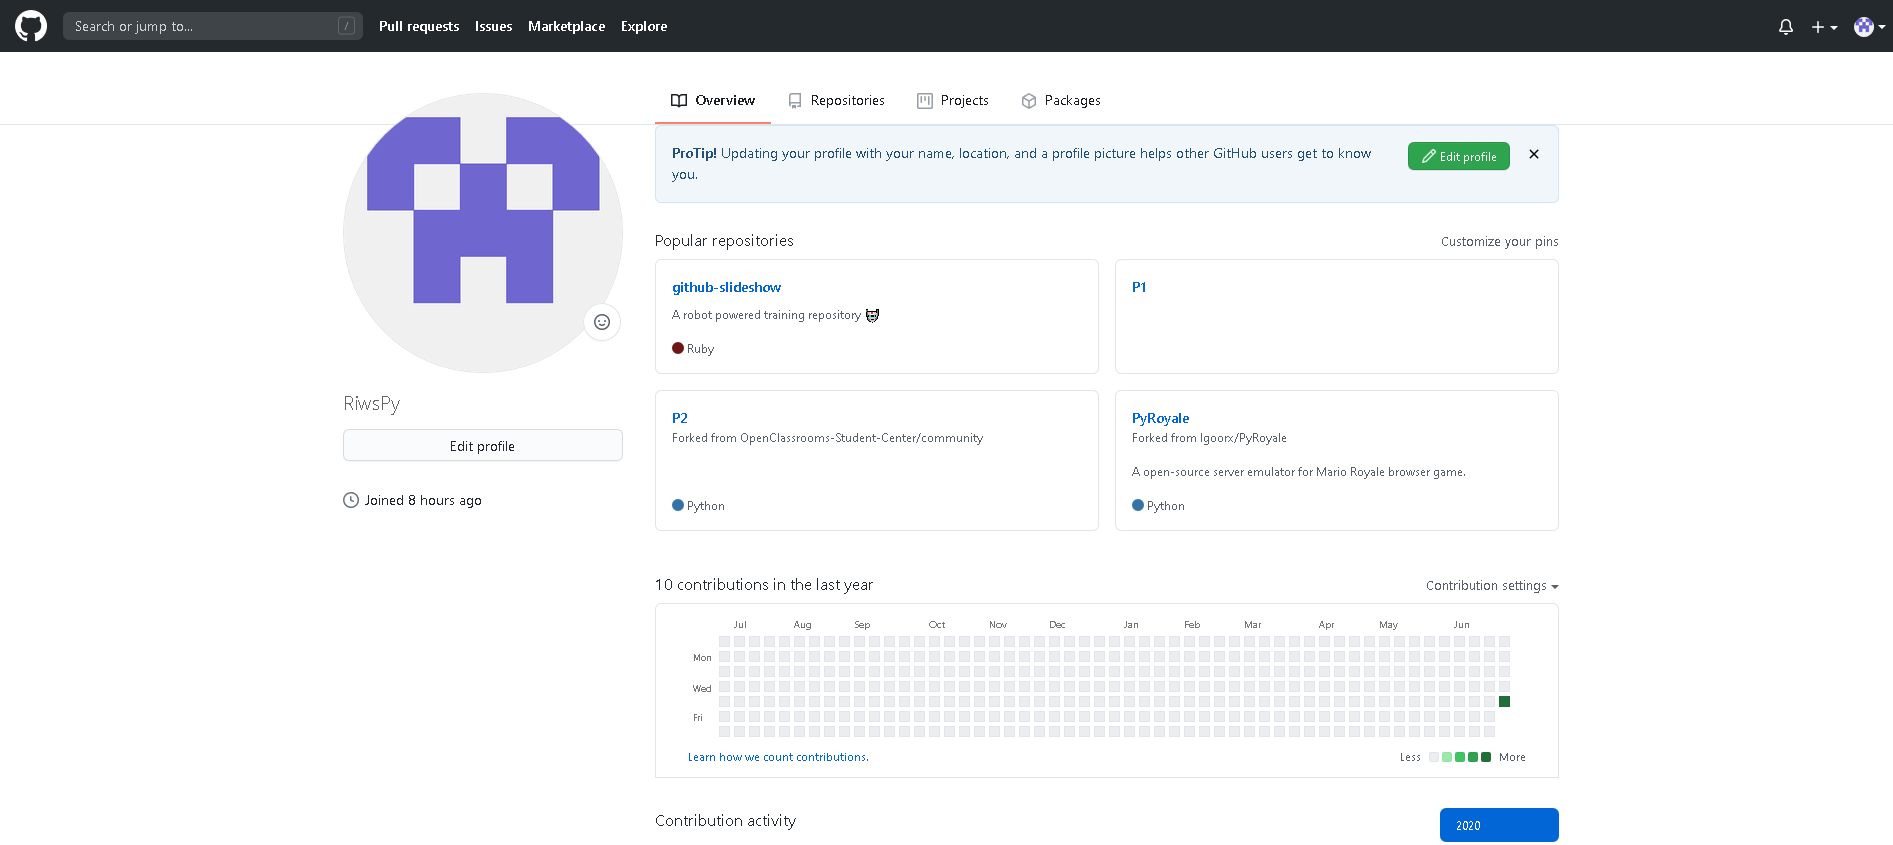 Search or jump to...
/
Pull requests
Issues
Marketplace
Explore
Overview
Repositories
Projects
Packages
ProTip! Updating your profile with your name, location, and a profile picture helps other GitHub users get to know
you.
Edit profile
RiwsPy
Edit profile
Joined 8 hours ago
Popular repositories
Customize your pins
github-slideshow
A robot powered training repository
Ruby
P1
P2
Forked from OpenClassrooms-Student-Center/community
Python
PyRoyale
Forked from Igoorx/PyRoyale
A open-source server emulator for Mario Royale browser game.
Python
10 contributions in the last year
Contribution settings
Jul Aug Sep Oct Nov Dec Jan Feb Mar Apr May Jun
Mon
Wed
Fri
Learn how we count contributions.
Less
More
Contribution activity
2020